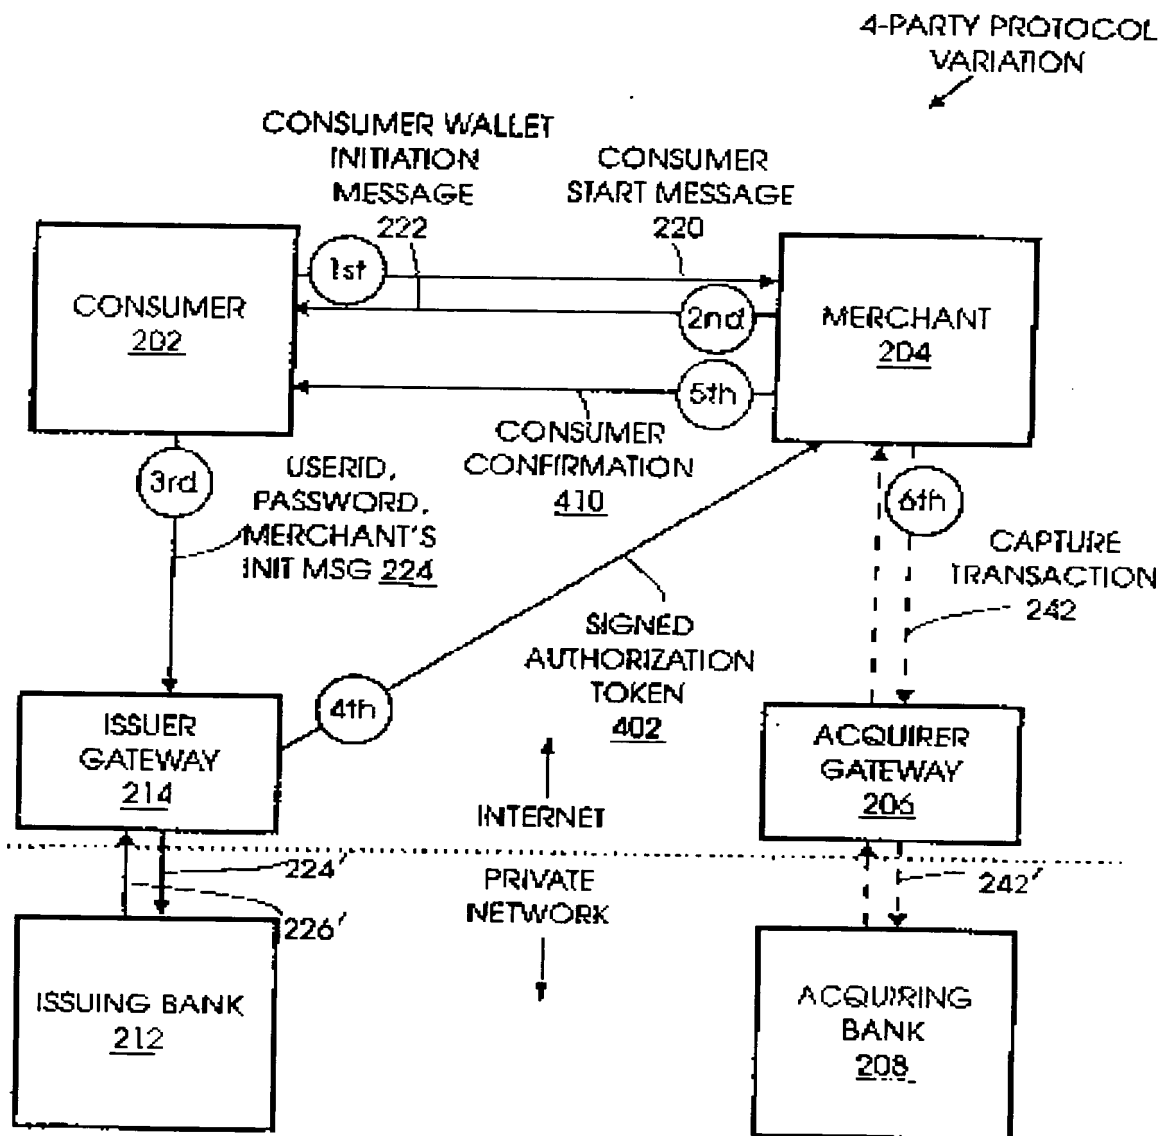 4-PARTY PROTOCOL
VARIATION
CONSUMER WALLET
INITIATION
MESSAGE
222
CONSUMER
START MESSAGE
220
1st
CONSUMER
202
2nd
MERCHANT
204
5th
CONSUMER
CONFIRMATION
410
3rd
USERID,
PASSWORD,
MERCHANT'S
INIT MSG 224
6th
CAPTURE
TRANSACTION
242
SIGNED
AUTHORIZATION
TOKEN
402
4th
ISSUER
GATEWAY
214
ACQUIRER
GATEWAY
206
INTERNET
224'
PRIVATE
NETWORK
242'
226'
ISSUING BANK
212
ACQUIRING
BANK
208